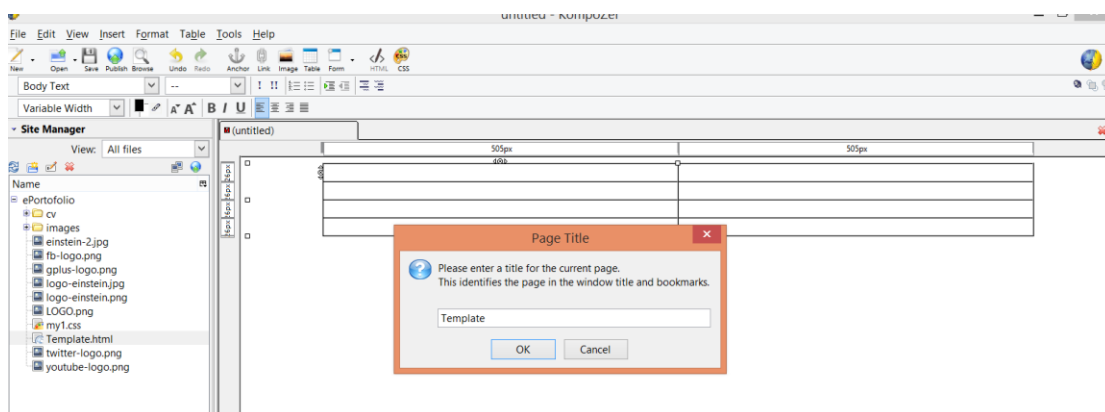 untitled - KompoZer
File Edit View Insert Format Table Tools Help
New Open Save Publish Browse Undo Redo Anchor Link Image Table Form HTML CSS
Body Text --
Variable Width
Site Manager
(untitled)
View: All files
505px 505px
Name
ePortofolio
cv
images
einstein-2.jpg
fb-logo.png
gplus-logo.png
logo-einstein.jpg
logo-einstein.png
LOGO.png
my1.css
Template.html
twitter-logo.png
youtube-logo.png
26px
26px
26px
26px
Page Title
Please enter a title for the current page.
This identifies the page in the window title and bookmarks.
Template
OK Cancel